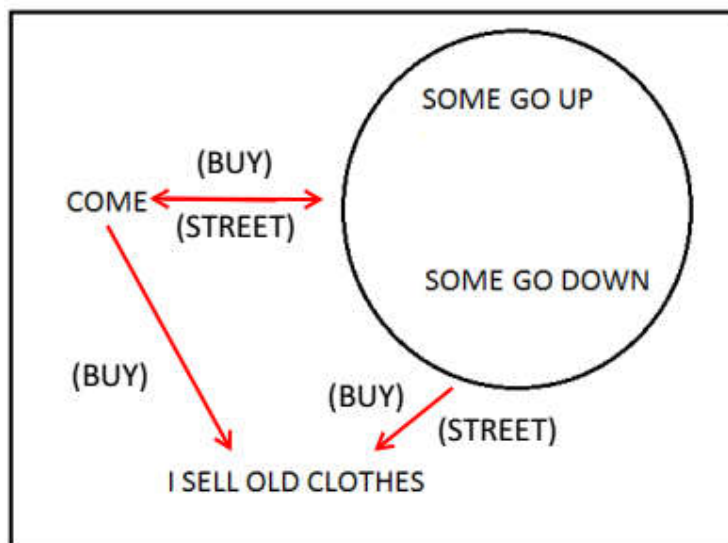 SOME GO UP
(BUY)
COME
(STREET)
SOME GO DOWN
(BUY)
(BUY)
(STREET)
I SELL OLD CLOTHES